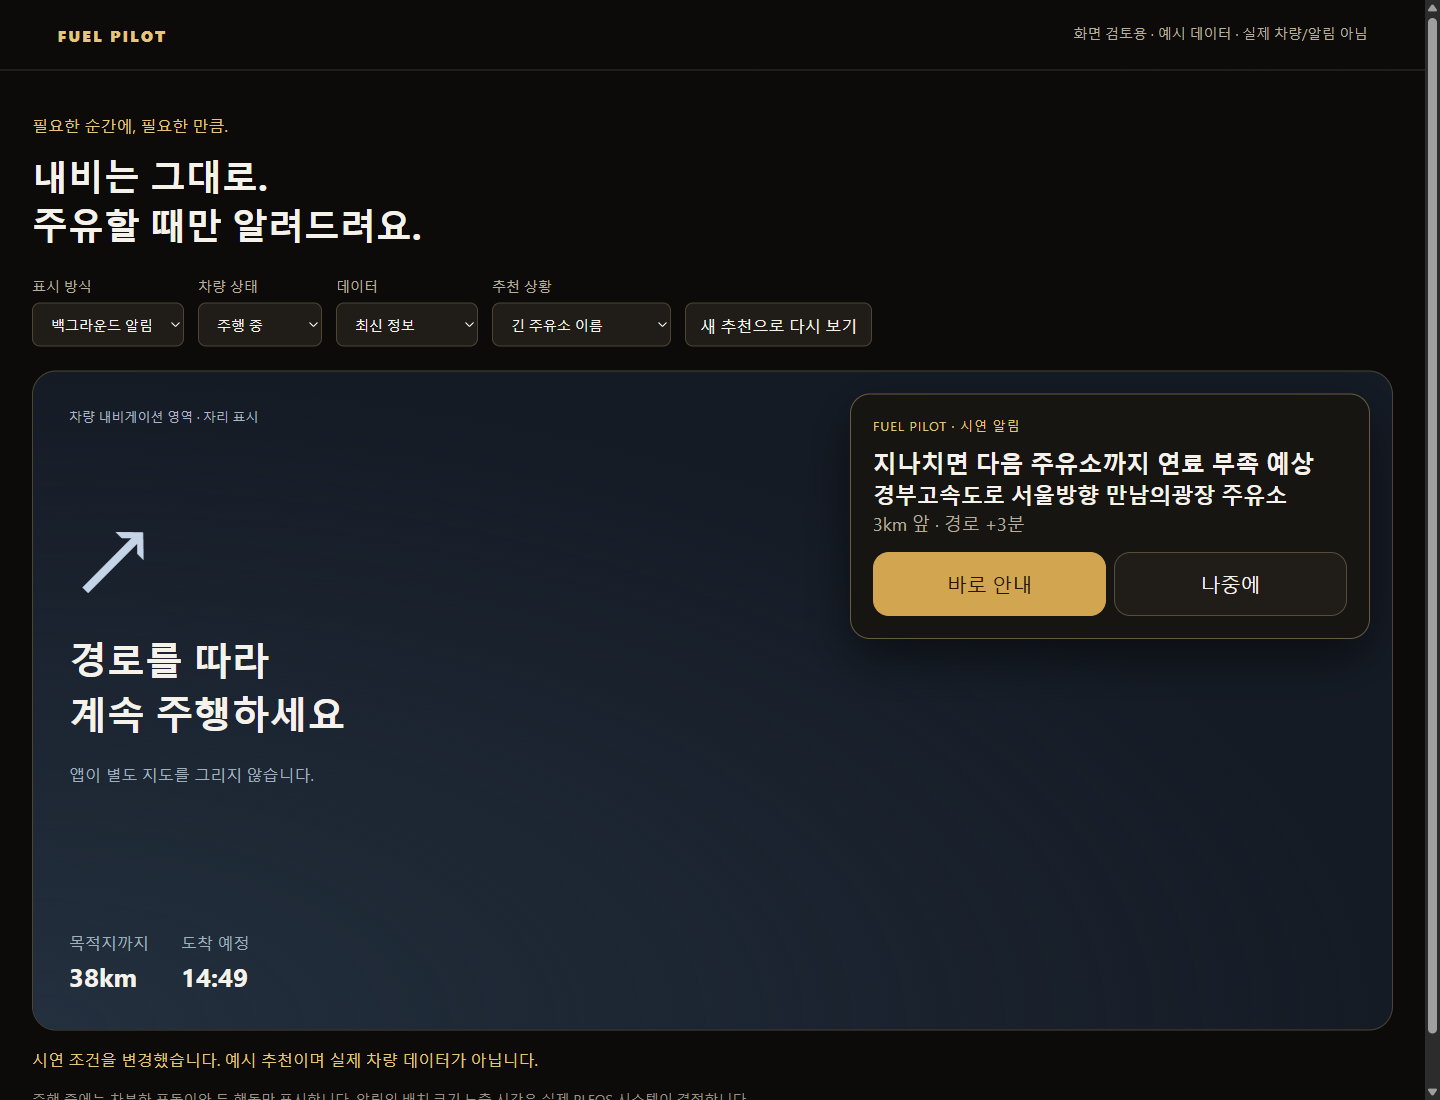 FUEL PILOT
화면 검토용 · 예시 데이터 · 실제 차량/알림 아님
필요한 순간에, 필요한 만큼.
내비는 그대로.
주유할 때만 알려드려요.
표시 방식 차량 상태 데이터 추천 상황
백그라운드 알림 주행 중 최신 정보 긴 주유소 이름 새 추천으로 다시 보기
차량 내비게이션 영역 · 자리 표시
FUEL PILOT · 시연 알림
지나치면 다음 주유소까지 연료 부족 예상
경부고속도로 서울방향 만남의광장 주유소
3km 앞 · 경로 +3분
바로 안내 나중에
경로를 따라
계속 주행하세요
앱이 별도 지도를 그리지 않습니다.
목적지까지 도착 예정
38km 14:49
시연 조건을 변경했습니다. 예시 추천이며 실제 차량 데이터가 아닙니다.